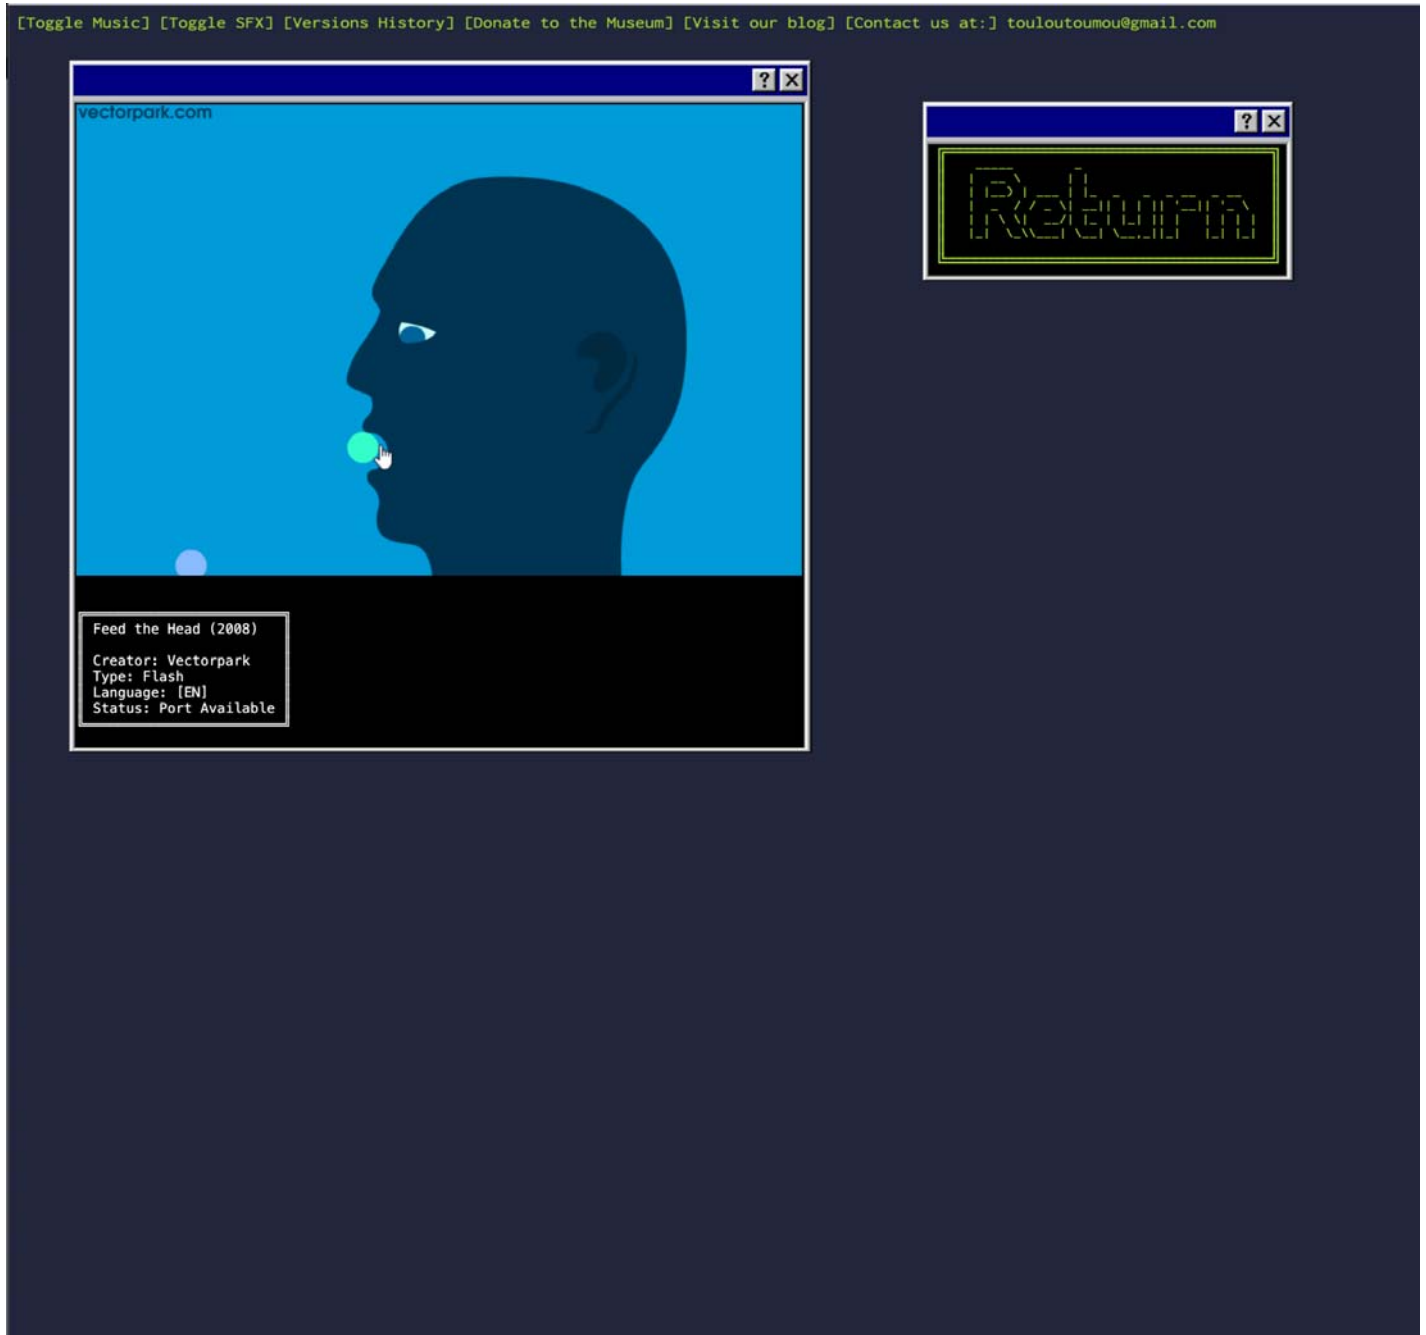 [Toggle Music] [Toggle SFX] [Versions History] [Donate to the Museum] [Visit our blog] [Contact us at:] touloutoumou@gmail.com
vectorpark.com
Return
Feed the Head (2008)
Creator: Vectorpark
Type: Flash
Language: [EN]
Status: Port Available